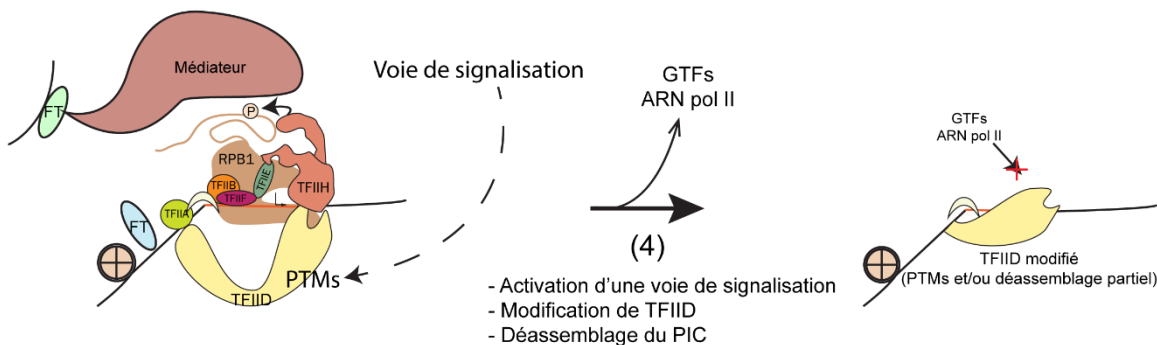 Médiateur
FT
P
RPB1
TFIIE
TFIIB
TFIIF
TFIIH
TFIIA
FT
TFIID
PTMs
Voie de signalisation
GTFs
ARN pol II
(4)
- Activation d'une voie de signalisation
- Modification de TFIID
- Déassemblage du PIC
GTFs
ARN pol II
TFIID modifié
(PTMs et/ou déassemblage partiel)